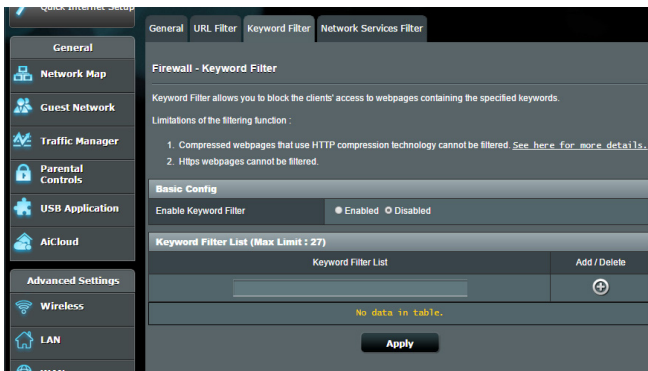 Quick Internet Setup
General
Network Map
Guest Network
Traffic Manager
Parental
Controls
USB Application
AiCloud
Advanced Settings
Wireless
LAN
WAN
General URL Filter Keyword Filter Network Services Filter
Firewall - Keyword Filter
Keyword Filter allows you to block the clients' access to webpages containing the specified keywords.
Limitations of the filtering function :
1. Compressed webpages that use HTTP compression technology cannot be filtered. See here for more details.
2. Https webpages cannot be filtered.
Basic Config
Enable Keyword Filter Enabled Disabled
Keyword Filter List (Max Limit : 27)
Keyword Filter List Add / Delete
No data in table.
Apply